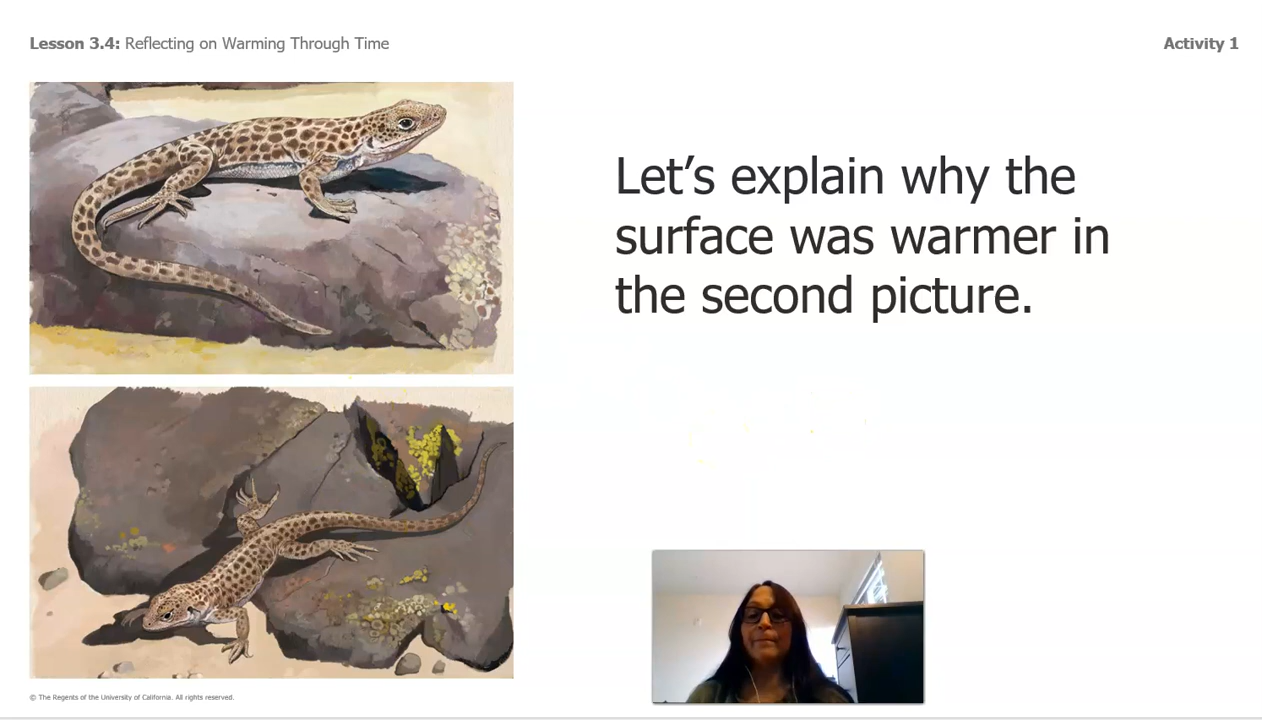 Lesson 3.4: Reflecting on Warming Through Time
Activity 1
Let’s explain why the
surface was warmer in
the second picture.
© The Regents of the University of California. All rights reserved.